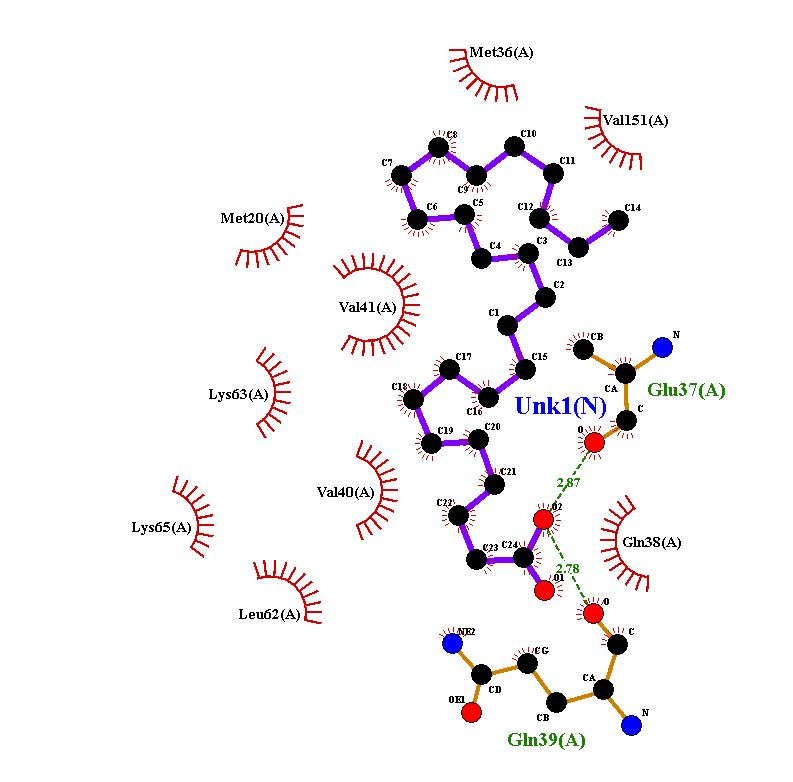 Met36(A)
Val151(A)
C8
C10
C7
C11
C9
C5
C6
C12
C14
Met20(A)
C3
C4
C13
C2
Val41(A)
C1
CB
N
C17
C15
CA
Glu37(A)
Lys63(A)
C18
C16
Unk1(N)
C
C19
C20
O
C21
2.87
Val40(A)
C22
O2
Lys65(A)
Gln38(A)
C23
C24
2.78
O1
Leu62(A)
O
NE2
C
CG
CA
CD
OE1
CB
N
Gln39(A)